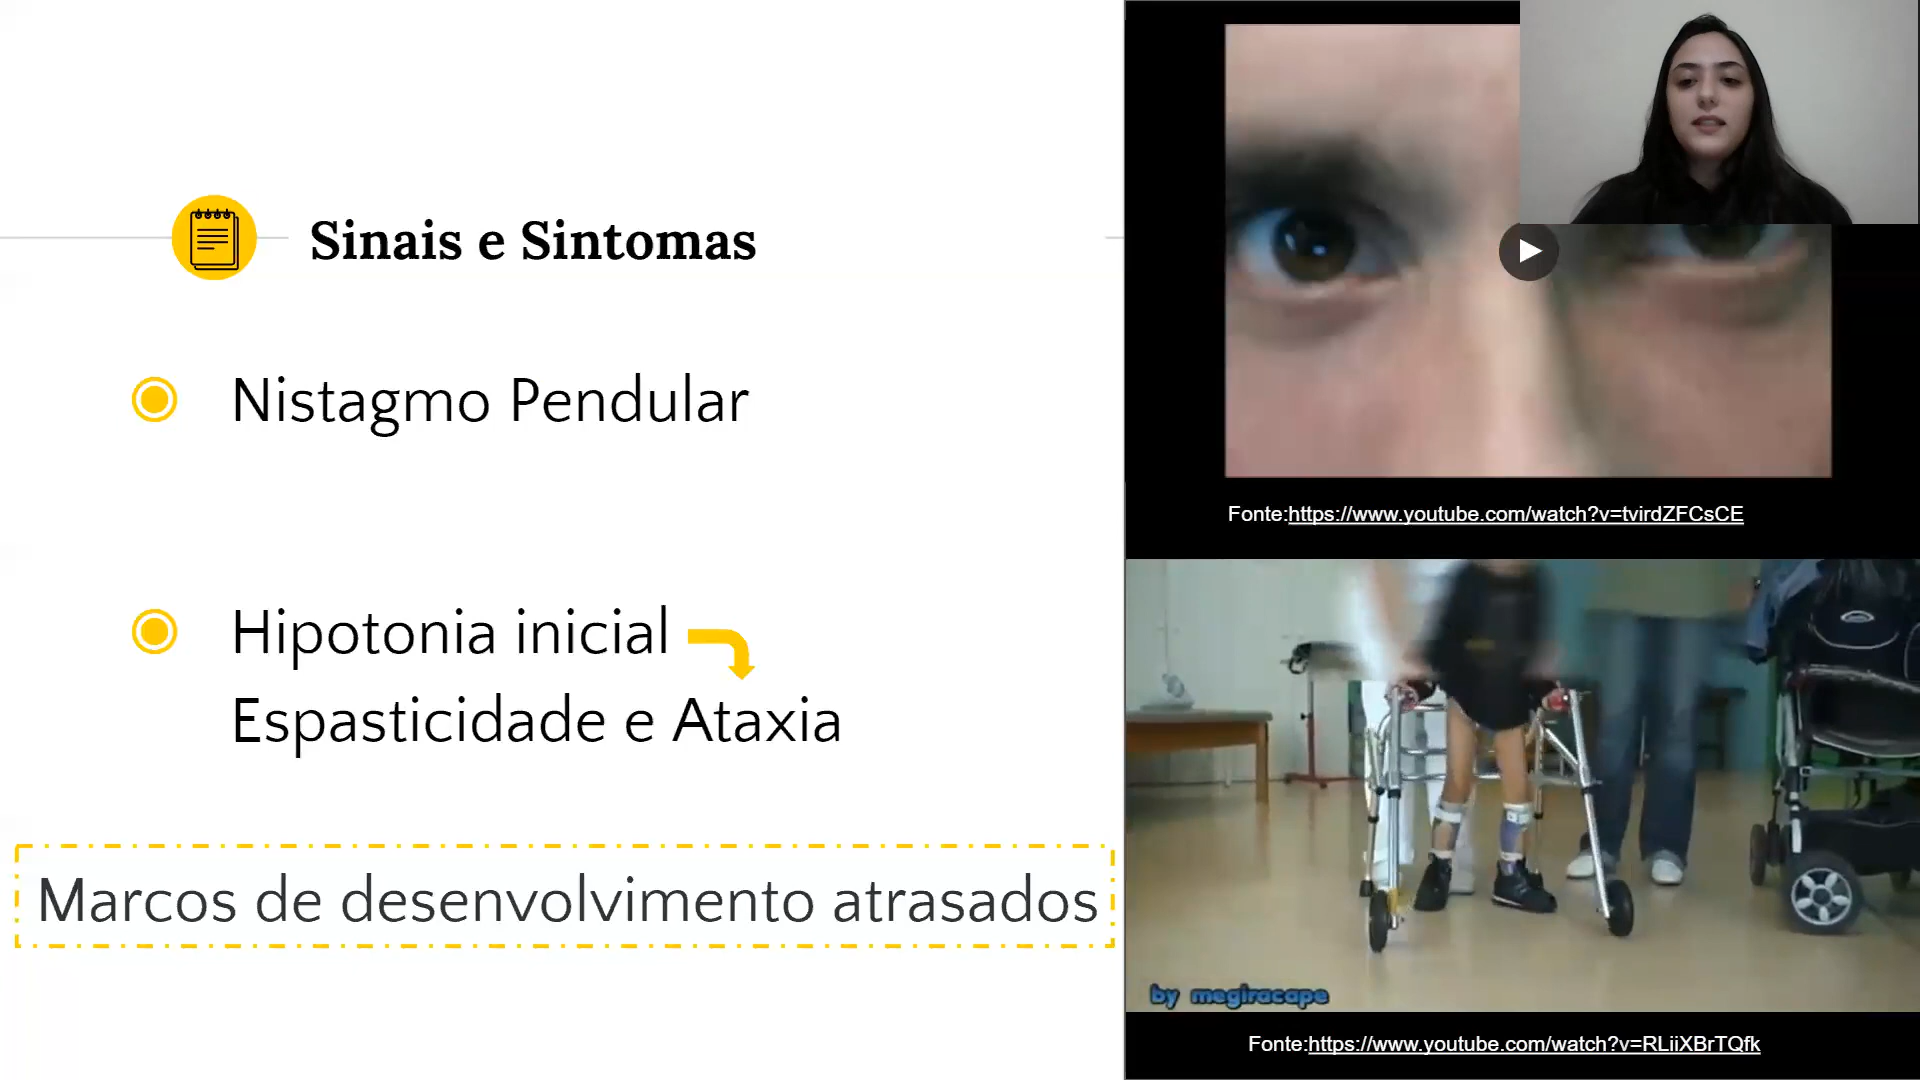 Sinais e Sintomas
Nistagmo Pendular
Hipotonia inicial
Espasticidade e Ataxia
Marcos de desenvolvimento atrasados
Fonte:https://www.youtube.com/watch?v=tvirdZFCsCE
by megiracape
Fonte:https://www.youtube.com/watch?v=RLiiXBrTQfk